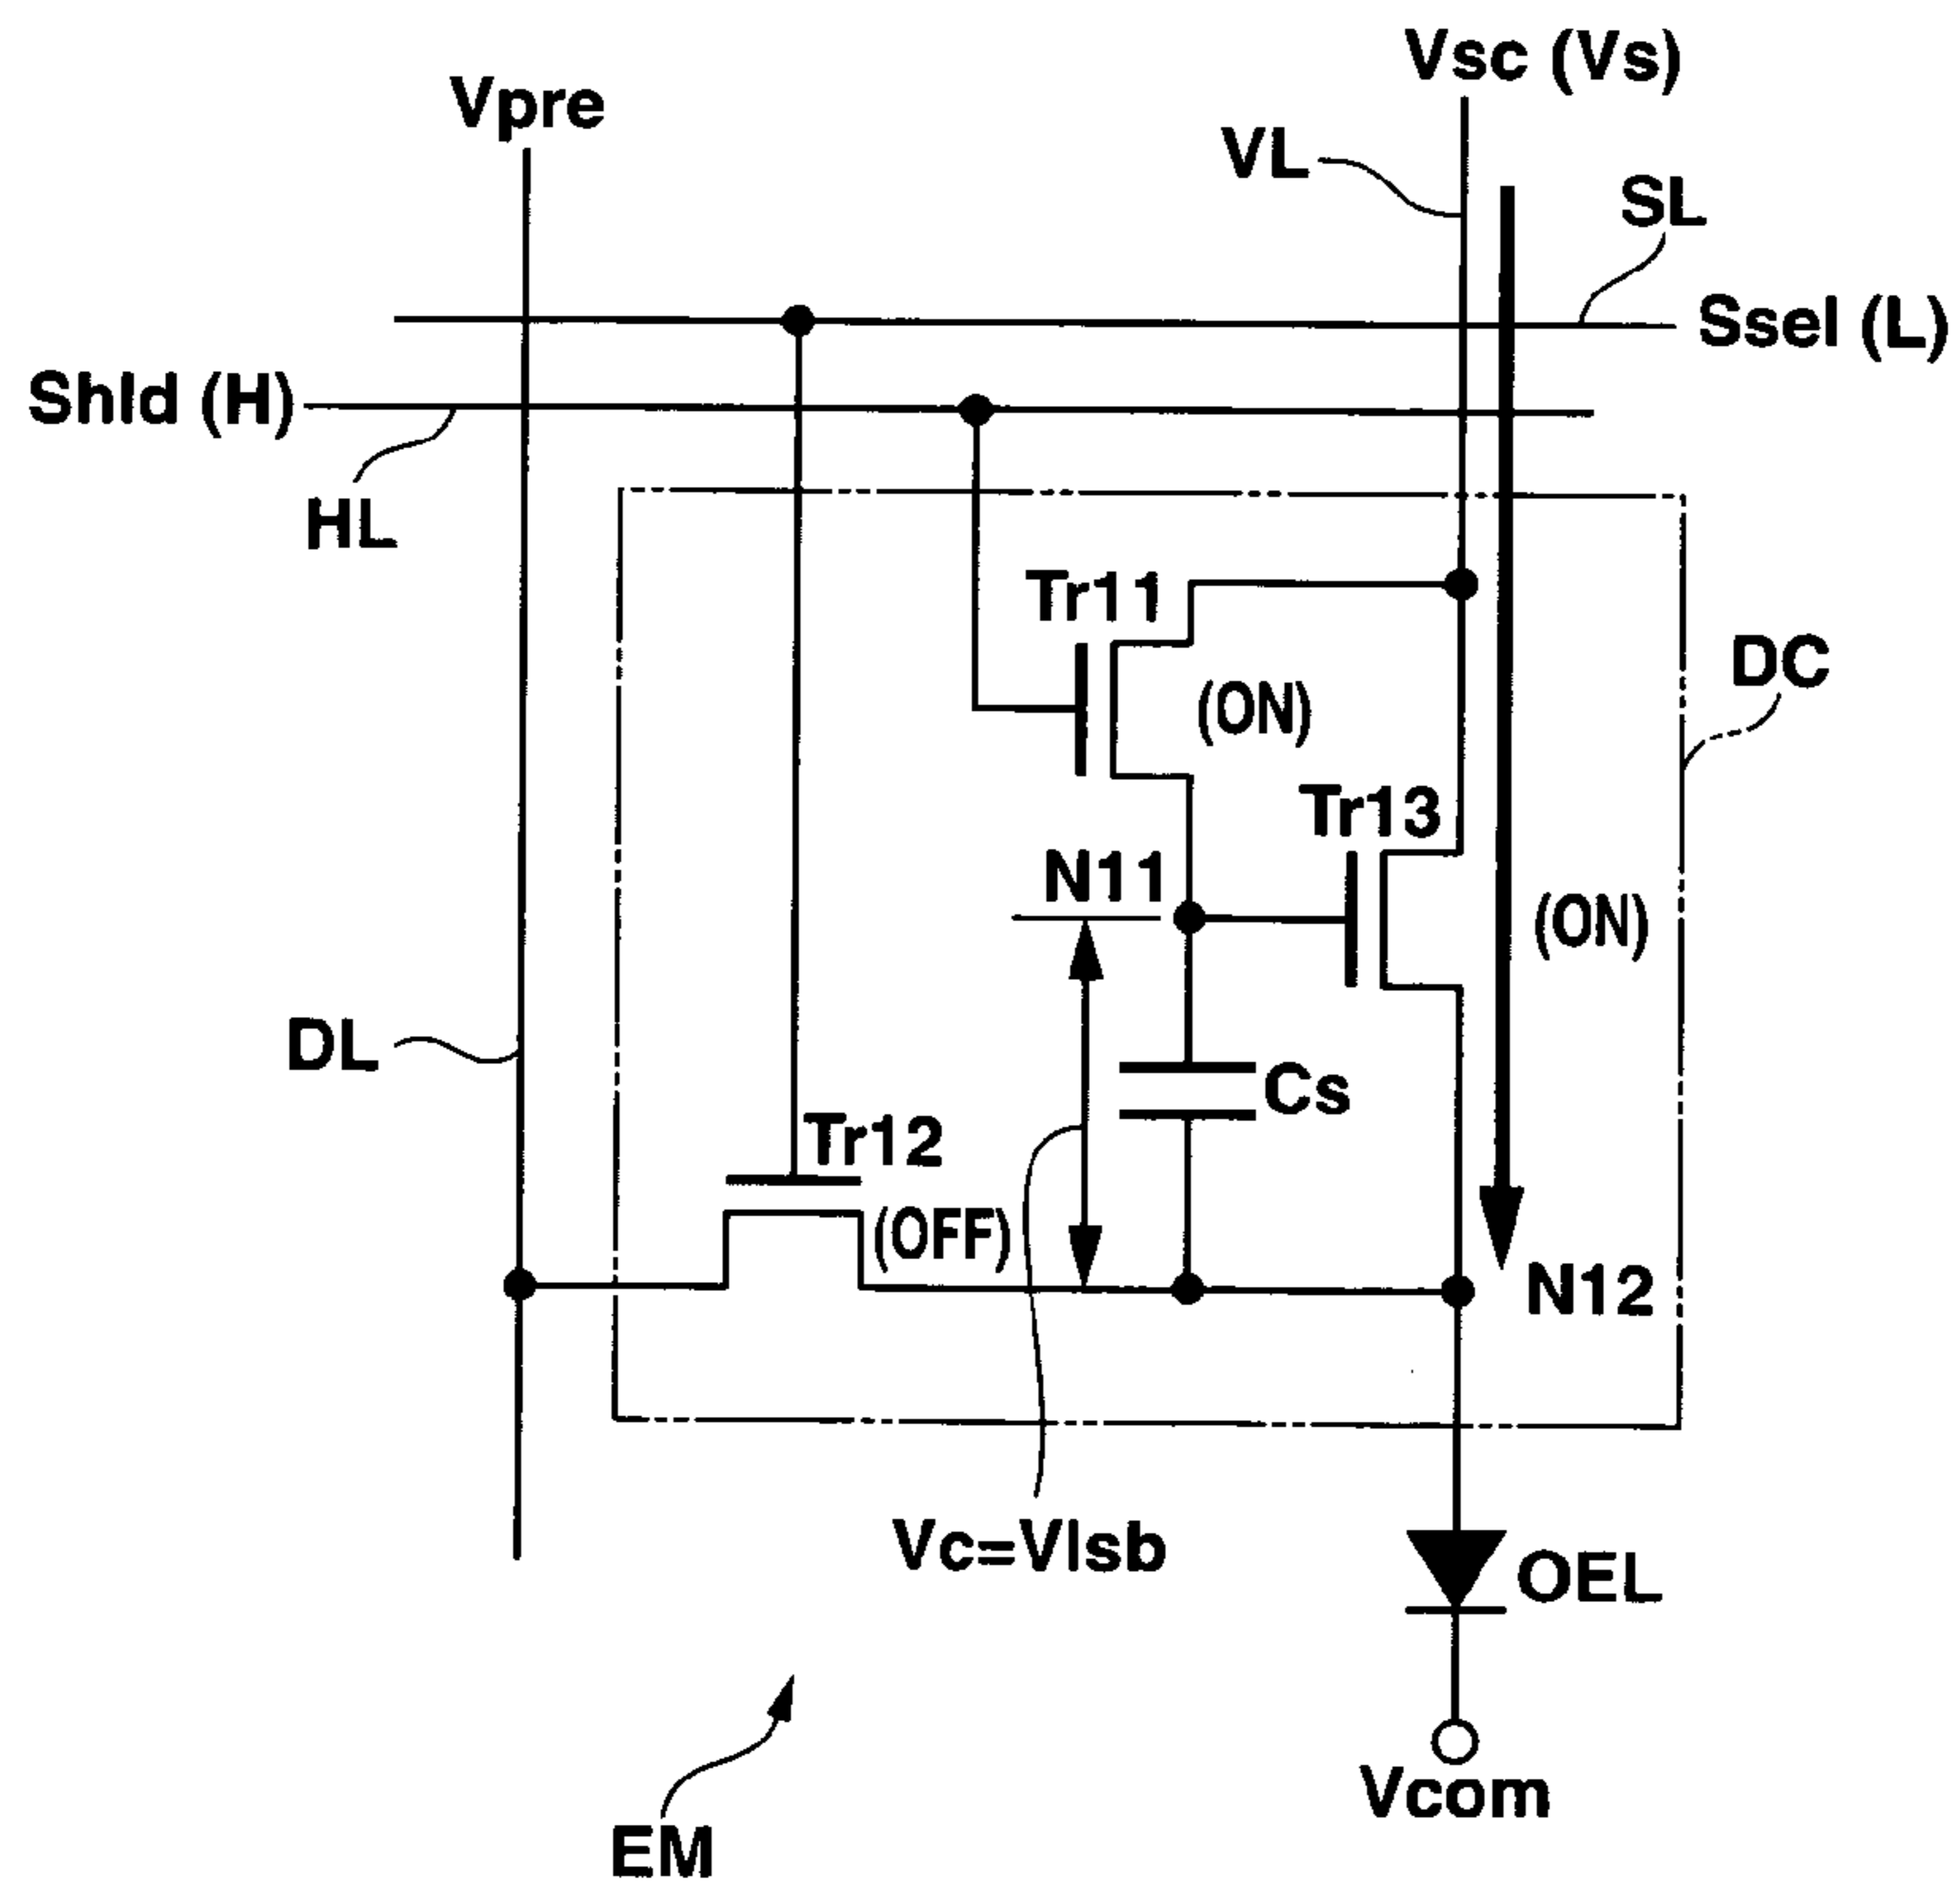 Vsc (Vs)
Vpre
VL
SL
Ssel (L)
Shld (H)
HL
Tr11
(ON)
DC
Tr13
N11
(ON)
DL
Cs
Tr12
(OFF)
N12
Vc=Vlsb
OEL
Vcom
EM